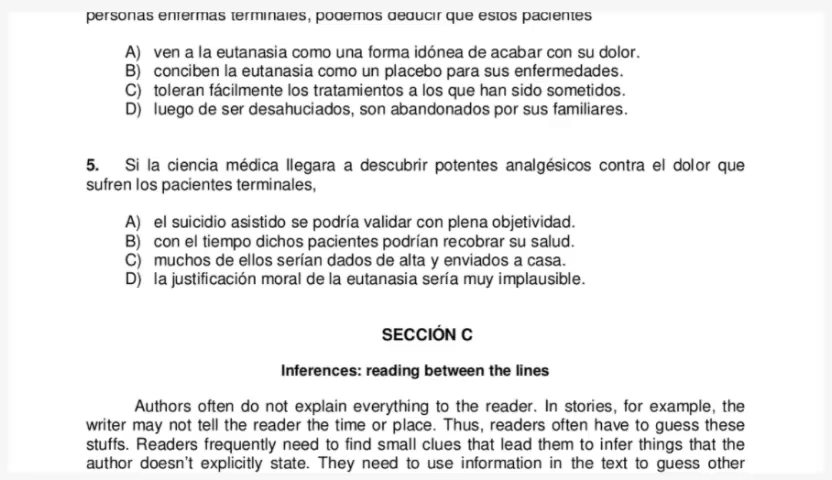 personas enfermas terminales, podemos deducir que estos pacientes
A) ven a la eutanasia como una forma idónea de acabar con su dolor.
B) conciben la eutanasia como un placebo para sus enfermedades.
C) toleran fácilmente los tratamientos a los que han sido sometidos.
D) luego de ser desahuciados, son abandonados por sus familiares.
5. Si la ciencia médica llegara a descubrir potentes analgésicos contra el dolor que
sufren los pacientes terminales,
A) el suicidio asistido se podría validar con plena objetividad.
B) con el tiempo dichos pacientes podrían recobrar su salud.
C) muchos de ellos serían dados de alta y enviados a casa.
D) la justificación moral de la eutanasia sería muy implausible.
SECCIÓN C
Inferences: reading between the lines
Authors often do not explain everything to the reader. In stories, for example, the
writer may not tell the reader the time or place. Thus, readers often have to guess these
stuffs. Readers frequently need to find small clues that lead them to infer things that the
author doesn't explicitly state. They need to use information in the text to guess other